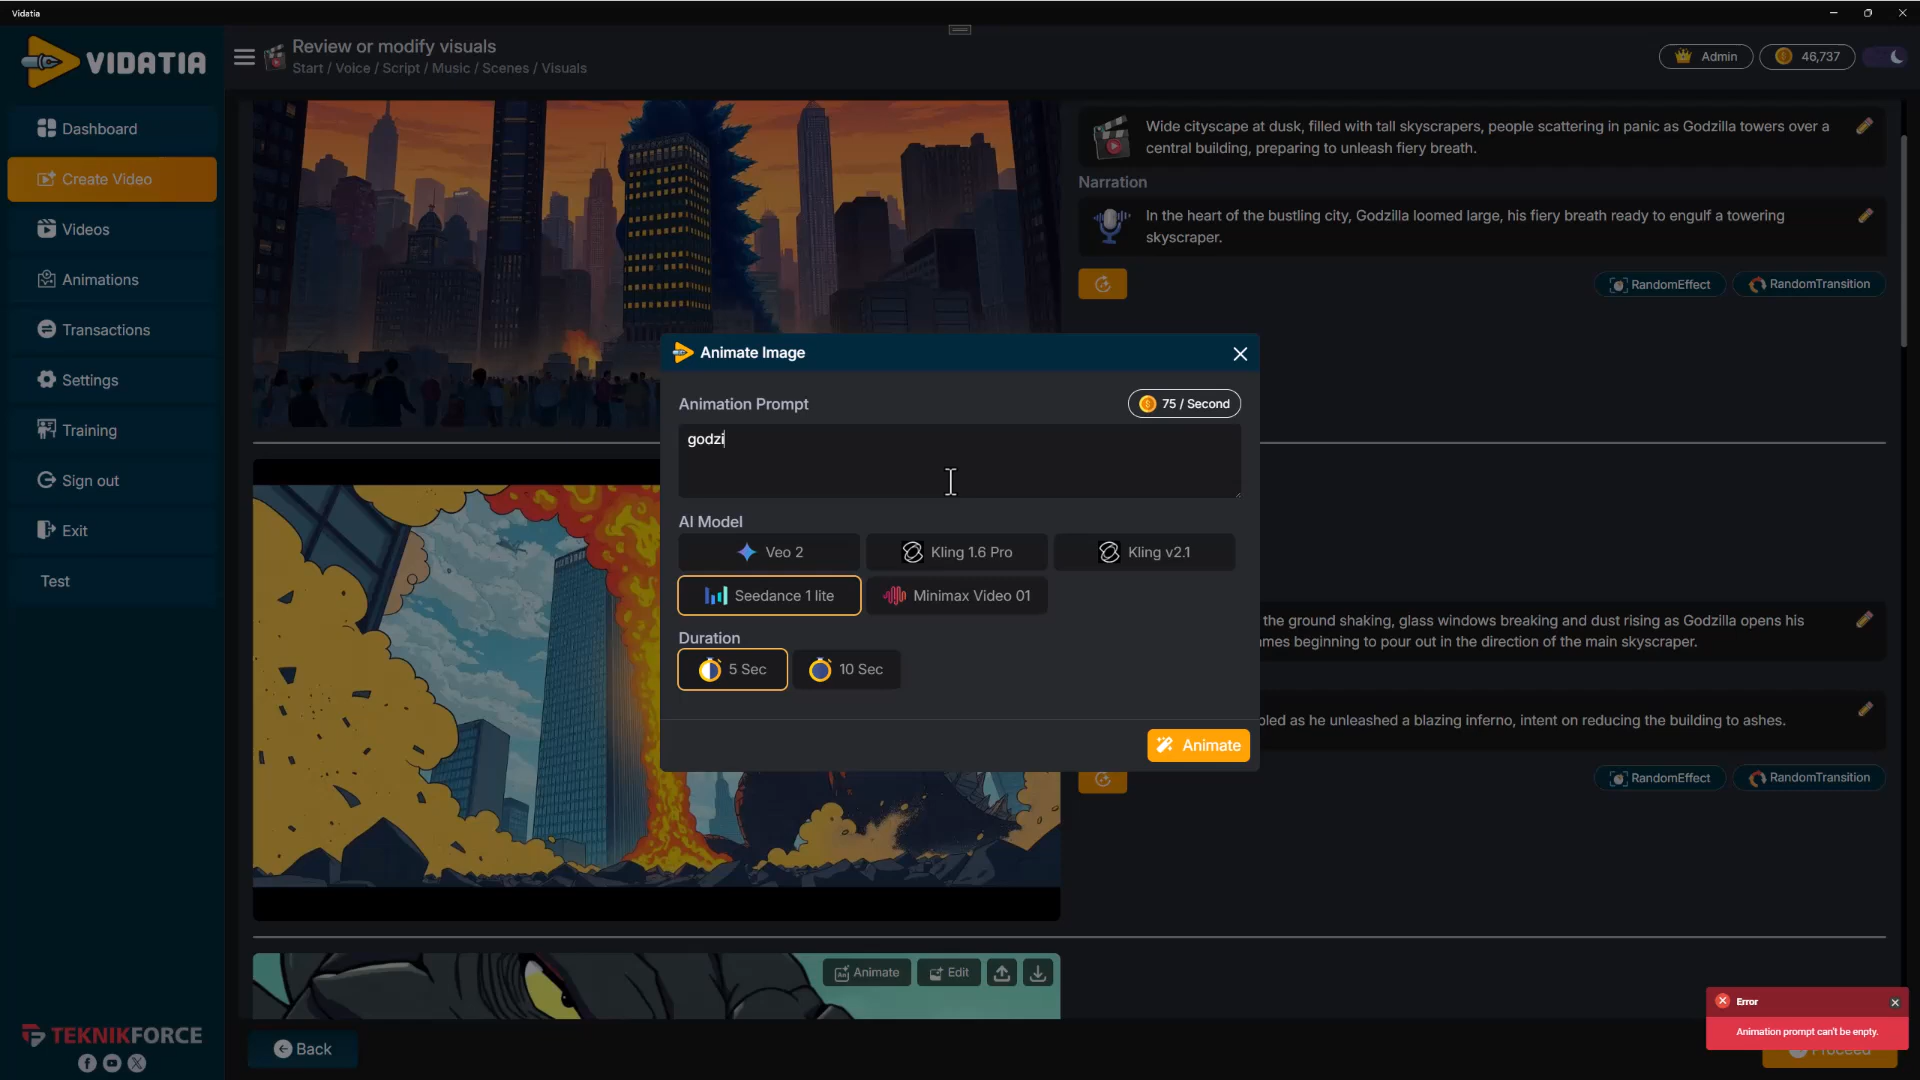 Vidatia
VIDATIA
Review or modify visuals
Start / Voice / Script / Music / Scenes / Visuals
Admin
46,737
Dashboard
Create Video
Videos
Animations
Transactions
Settings
Training
Sign out
Exit
Test
TEKNIKFORCE
Wide cityscape at dusk, filled with tall skyscrapers, people scattering in panic as Godzilla towers over a
central building, preparing to unleash fiery breath.
Narration
In the heart of the bustling city, Godzilla loomed large, his fiery breath ready to engulf a towering
skyscraper.
RandomEffect
RandomTransition
Animate Image
Animation Prompt
75 / Second
godzi
AI Model
Veo 2
Kling 1.6 Pro
Kling v2.1
Seedance 1 lite
Minimax Video 01
Duration
5 Sec
10 Sec
Animate
the ground shaking, glass windows breaking and dust rising as Godzilla opens his
mes beginning to pour out in the direction of the main skyscraper.
bled as he unleashed a blazing inferno, intent on reducing the building to ashes.
RandomEffect
RandomTransition
Animate
Edit
Back
Error
Animation prompt can't be empty.
Proceed